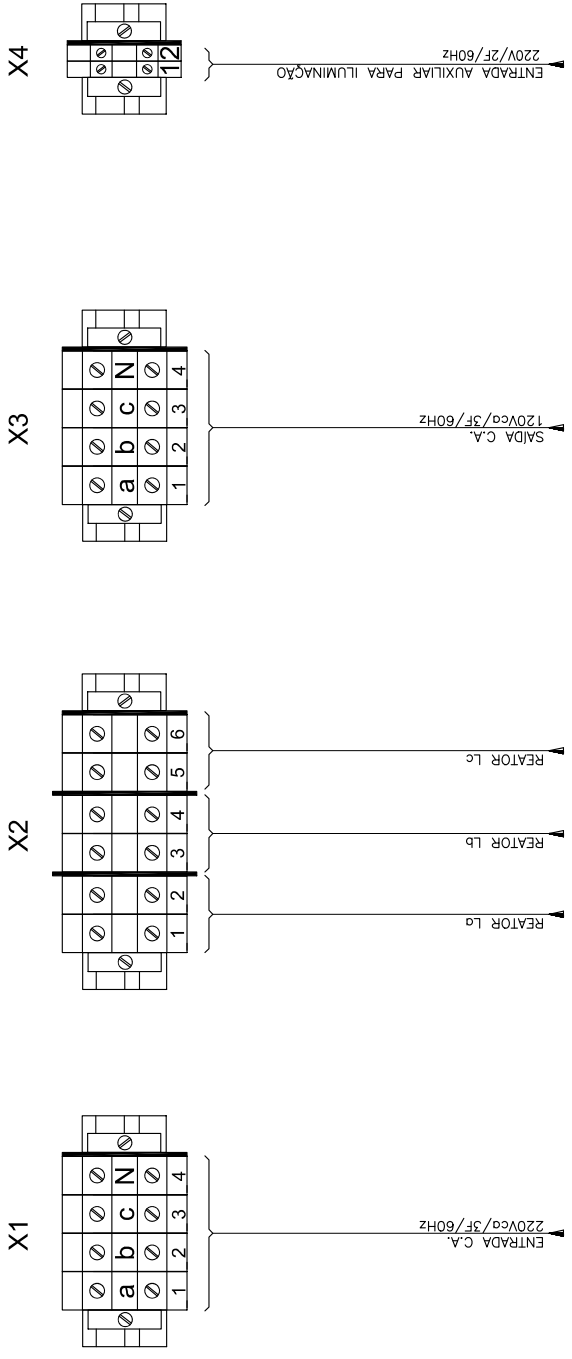 X1
a b c N
1 2 3 4
ENTRADA C.A.
220Vca/3F/60Hz
X2
1 2 3 4 5 6
REATOR La
REATOR Lb
REATOR Lc
X3
a b c N
1 2 3 4
SAÍDA C.A.
120Vca/3F/60Hz
X4
1 2
ENTRADA AUXILIAR PARA ILUMINAÇÃO
220V/2F/60Hz